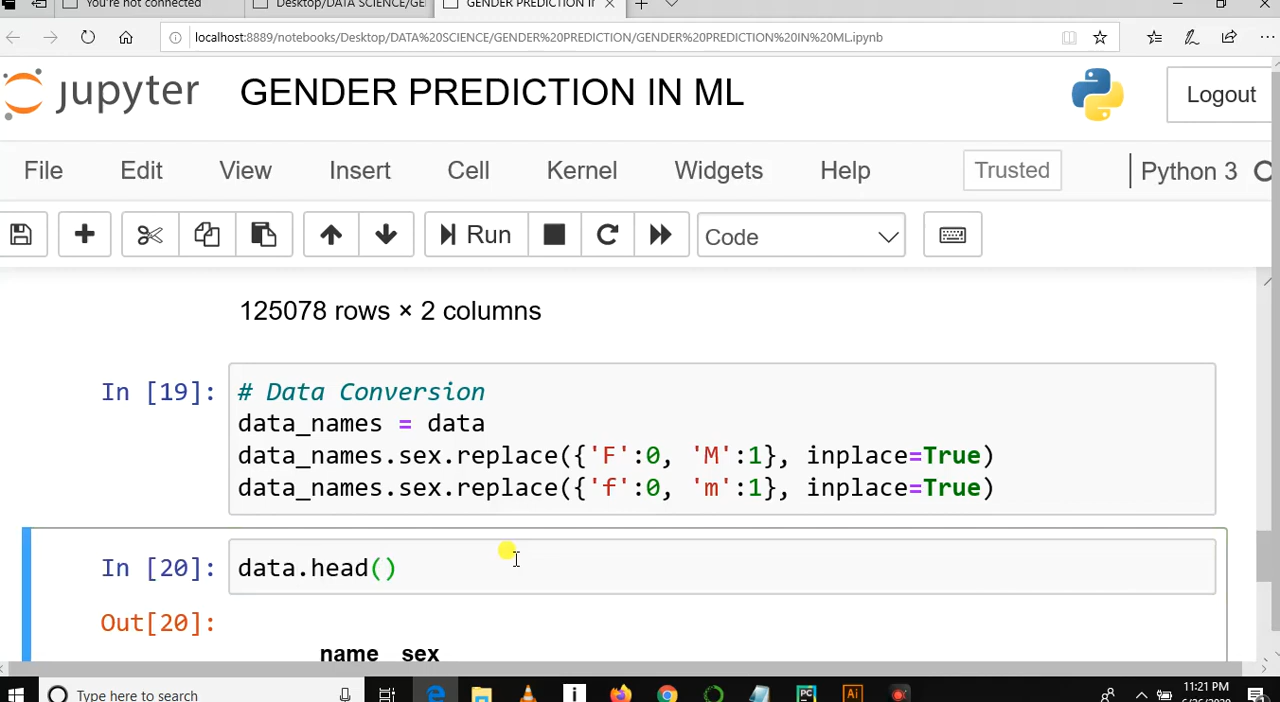 You're not connected
Desktop/DATA SCIENCE/GE
GENDER PREDICTION IN
localhost:8889/notebooks/Desktop/DATA%20SCIENCE/GENDER%20PREDICTION/GENDER%20PREDICTION%20IN%20ML.ipynb
jupyter GENDER PREDICTION IN ML
Logout
File Edit View Insert Cell Kernel Widgets Help Trusted Python 3
Run Code
125078 rows × 2 columns
In [19]: # Data Conversion
data_names = data
data_names.sex.replace({'F':0, 'M':1}, inplace=True)
data_names.sex.replace({'f':0, 'm':1}, inplace=True)
In [20]: data.head()
Out[20]:
name sex
Type here to search
PC
Ai
11:21 PM